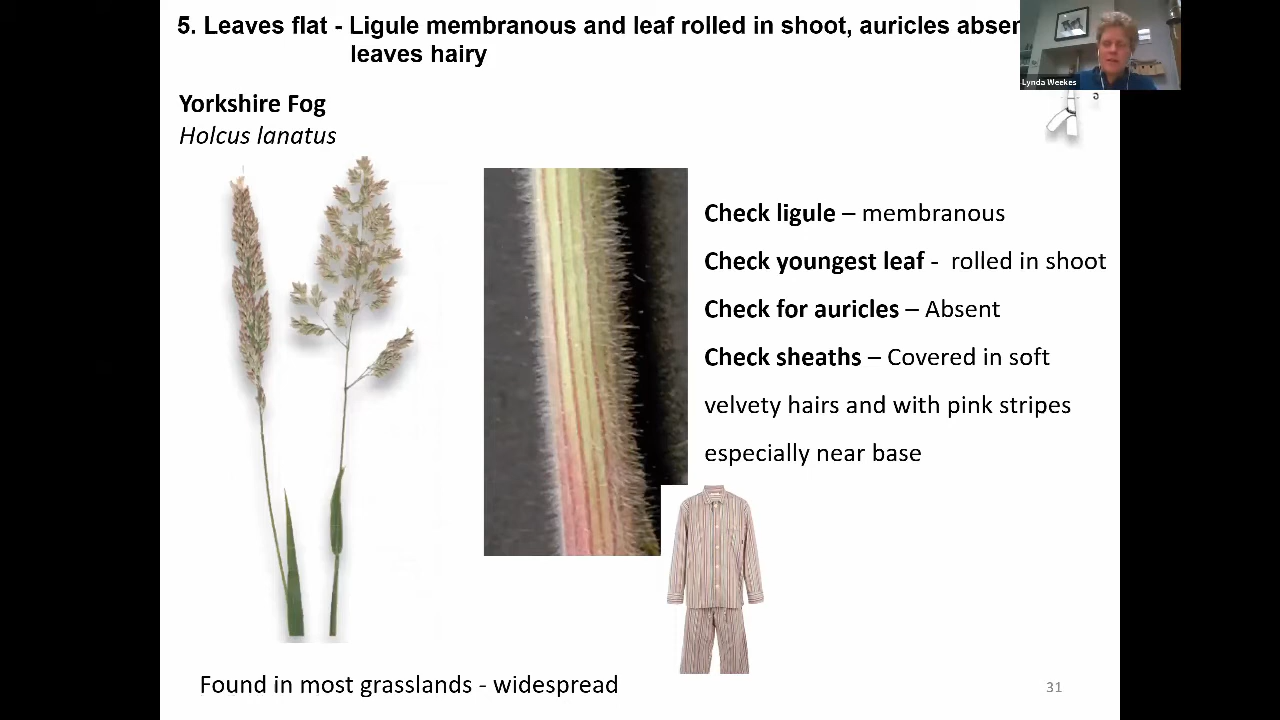 5. Leaves flat - Ligule membranous and leaf rolled in shoot, auricles
leaves hairy
Lynda Weekes
Yorkshire Fog
Holcus lanatus
Check ligule – membranous
Check youngest leaf - rolled in shoot
Check for auricles – Absent
Check sheaths – Covered in soft
velvety hairs and with pink stripes
especially near base
Found in most grasslands - widespread
31